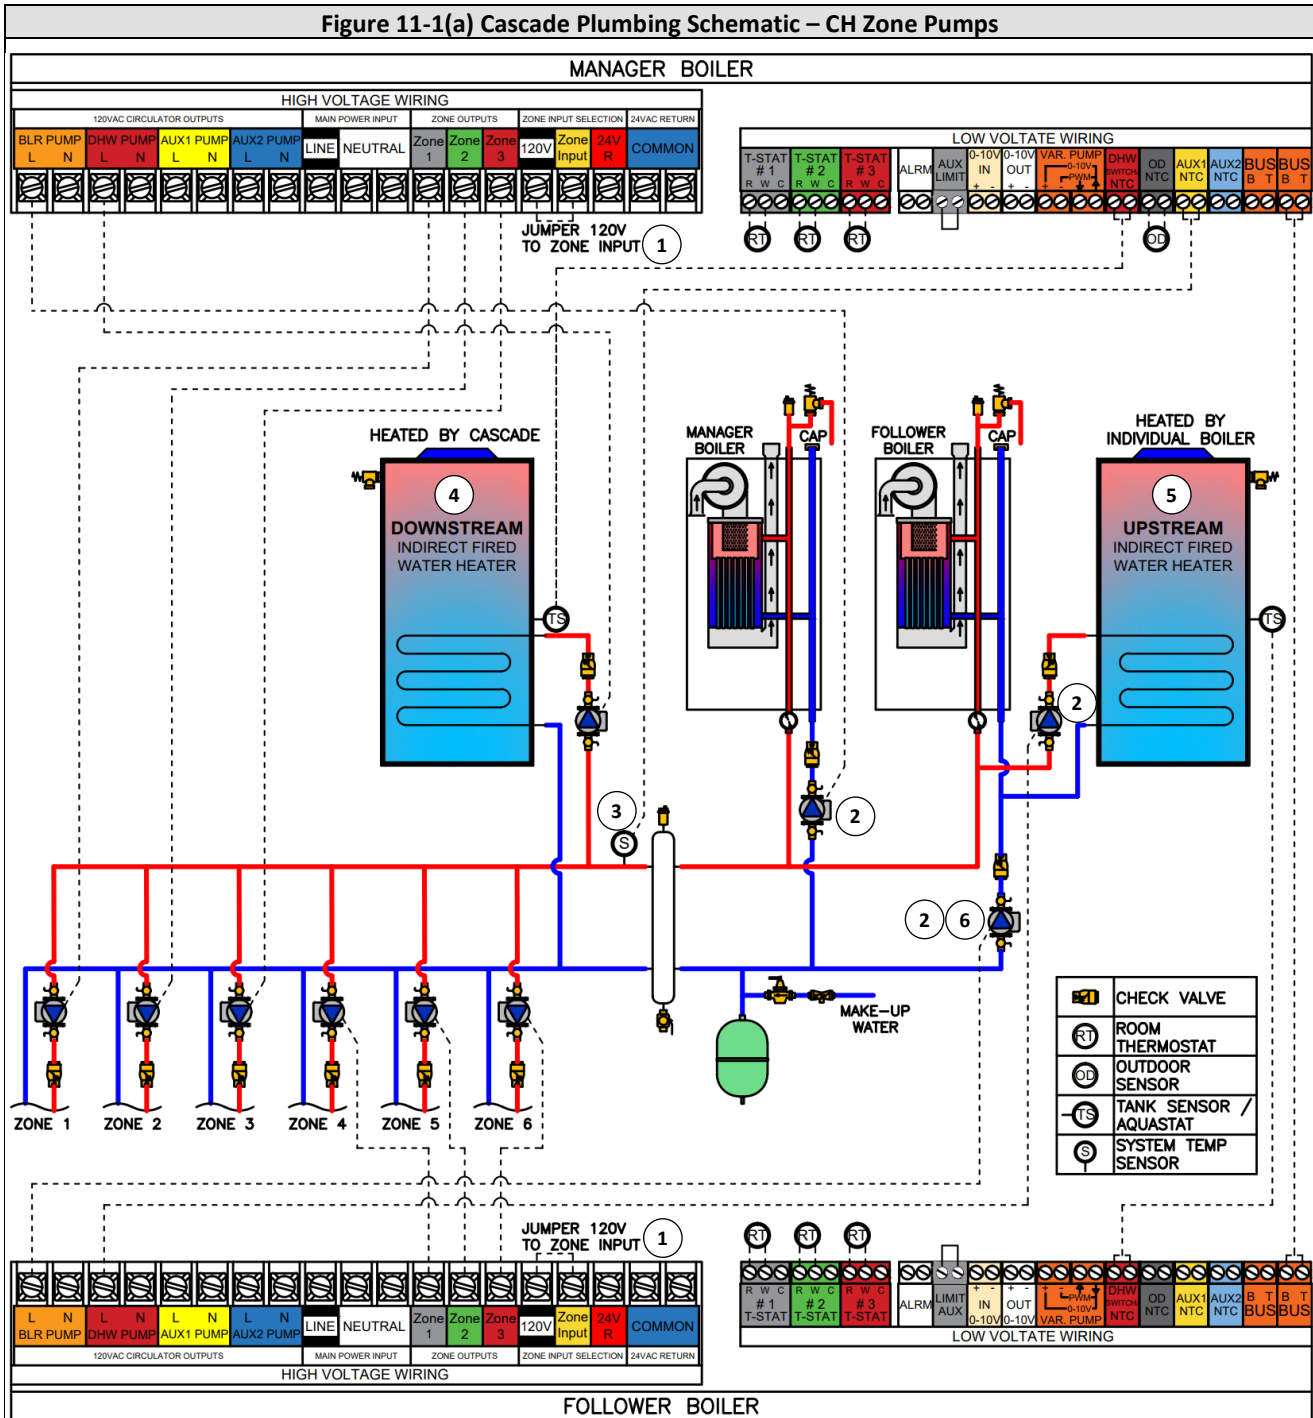 Figure 11-1(a) Cascade Plumbing Schematic – CH Zone Pumps
MANAGER BOILER
HIGH VOLTAGE WIRING
120VAC CIRCULATOR OUTPUTS MAIN POWER INPUT ZONE OUTPUTS ZONE INPUT SELECTION 24VAC RETURN
BLR PUMP DHW PUMP AUX1 PUMP AUX2 PUMP LINE NEUTRAL Zone 1 Zone 2 Zone 3 120V Zone Input 24V R COMMON
L N L N L N L N
LOW VOLTATE WIRING
T-STAT # 1 T-STAT # 2 T-STAT # 3 ALRM AUX LIMIT 0-10V IN 0-10V OUT VAR. PUMP 0-10V PWM DHW SWITCH/ NTC OD NTC AUX1 NTC AUX2 NTC BUS BUS
R W C R W C R W C + - + - + - B T B T
JUMPER 120V
TO ZONE INPUT 1
RT RT RT OD
HEATED BY CASCADE
MANAGER
BOILER
CAP
FOLLOWER
BOILER
CAP
HEATED BY
INDIVIDUAL BOILER
4
DOWNSTREAM
INDIRECT FIRED
WATER HEATER
5
UPSTREAM
INDIRECT FIRED
WATER HEATER
TS
TS
2
3
2
S
2 6
MAKE-UP
WATER
ZONE 1 ZONE 2 ZONE 3 ZONE 4 ZONE 5 ZONE 6
CHECK VALVE
RT ROOM
THERMOSTAT
OD OUTDOOR
SENSOR
TS TANK SENSOR /
AQUASTAT
S SYSTEM TEMP
SENSOR
JUMPER 120V
TO ZONE INPUT 1
RT RT RT
L N L N L N L N
BLR PUMP DHW PUMP AUX1 PUMP AUX2 PUMP LINE NEUTRAL Zone 1 Zone 2 Zone 3 120V Zone Input 24V R COMMON
120VAC CIRCULATOR OUTPUTS MAIN POWER INPUT ZONE OUTPUTS ZONE INPUT SELECTION 24VAC RETURN
HIGH VOLTAGE WIRING
R W C R W C R W C + - + - + - B T B T
# 1 T-STAT # 2 T-STAT # 3 T-STAT ALRM LIMIT AUX IN 0-10V OUT 0-10V PWM 0-10V VAR. PUMP DHW SWITCH/ NTC OD NTC AUX1 NTC AUX2 NTC BUS BUS
LOW VOLTATE WIRING
FOLLOWER BOILER